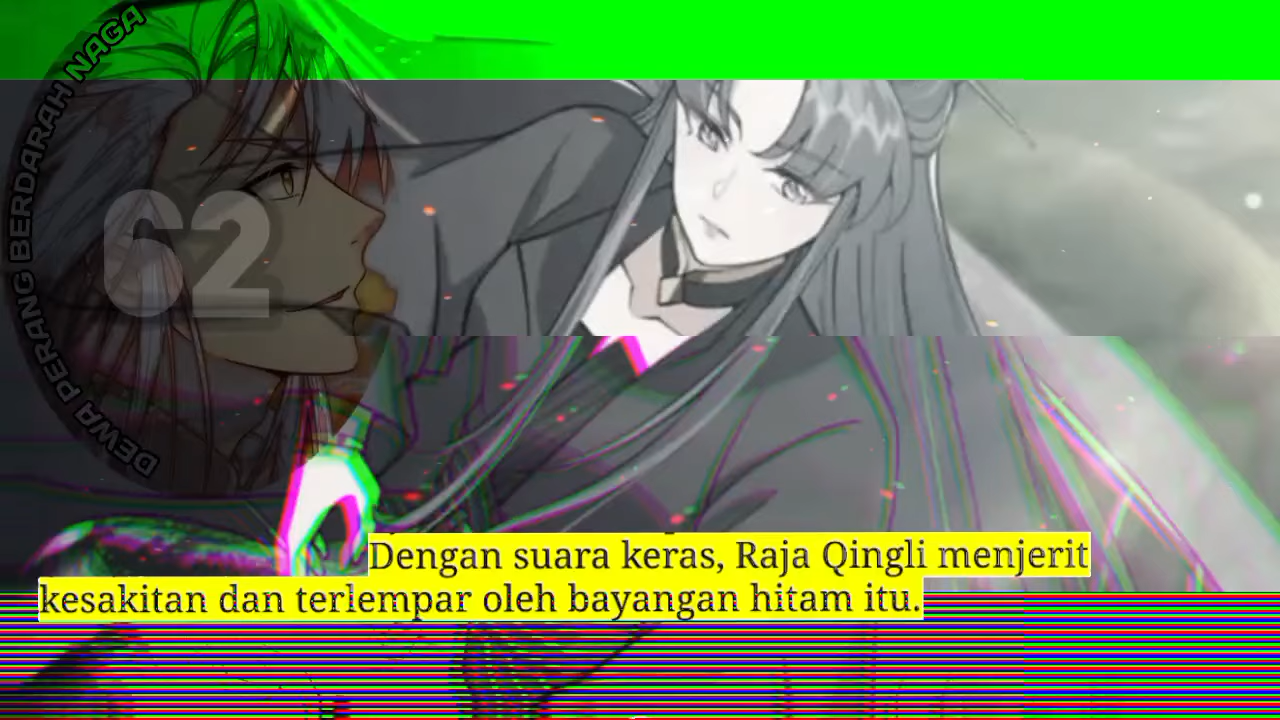 DEWA PERANG BERDARAH NAGA
62
Dengan suara keras, Raja Qingli menjerit
kesakitan dan terlempar oleh bayangan hitam itu.